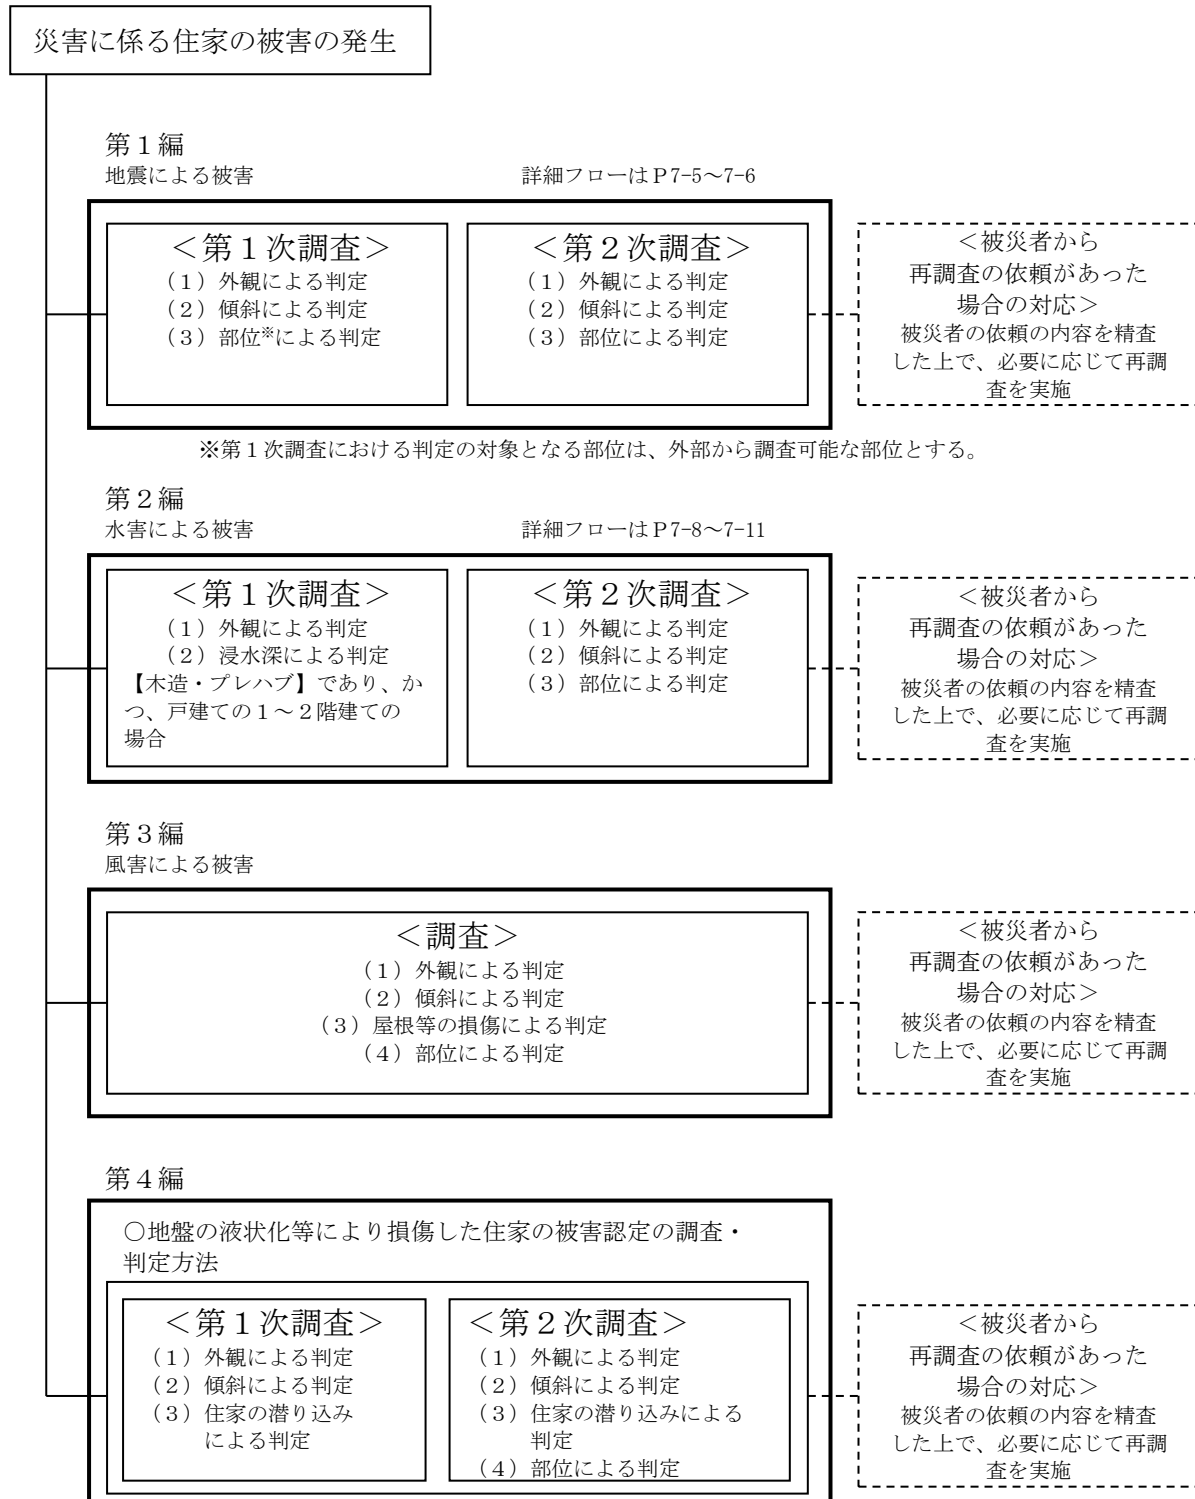 災害に係る住家の被害の発生
第１編
地震による被害
詳細フローはＰ7-5～7-6
＜第１次調査＞
（１）外観による判定
（２）傾斜による判定
（３）部位※による判定
＜第２次調査＞
（１）外観による判定
（２）傾斜による判定
（３）部位による判定
＜被災者から
再調査の依頼があった
場合の対応＞
被災者の依頼の内容を精査
した上で、必要に応じて再調
査を実施
※第１次調査における判定の対象となる部位は、外部から調査可能な部位とする。
第２編
水害による被害
詳細フローはＰ7-8～7-11
＜第１次調査＞
（１）外観による判定
（２）浸水深による判定
【木造・プレハブ】であり、か
つ、戸建ての１～２階建ての
場合
＜第２次調査＞
（１）外観による判定
（２）傾斜による判定
（３）部位による判定
＜被災者から
再調査の依頼があった
場合の対応＞
被災者の依頼の内容を精査
した上で、必要に応じて再調
査を実施
第３編
風害による被害
＜調査＞
（１）外観による判定
（２）傾斜による判定
（３）屋根等の損傷による判定
（４）部位による判定
＜被災者から
再調査の依頼があった
場合の対応＞
被災者の依頼の内容を精査
した上で、必要に応じて再調
査を実施
第４編
○地盤の液状化等により損傷した住家の被害認定の調査・
判定方法
＜第１次調査＞
（１）外観による判定
（２）傾斜による判定
（３）住家の潜り込み
による判定
＜第２次調査＞
（１）外観による判定
（２）傾斜による判定
（３）住家の潜り込みによる
判定
（４）部位による判定
＜被災者から
再調査の依頼があった
場合の対応＞
被災者の依頼の内容を精査
した上で、必要に応じて再調
査を実施